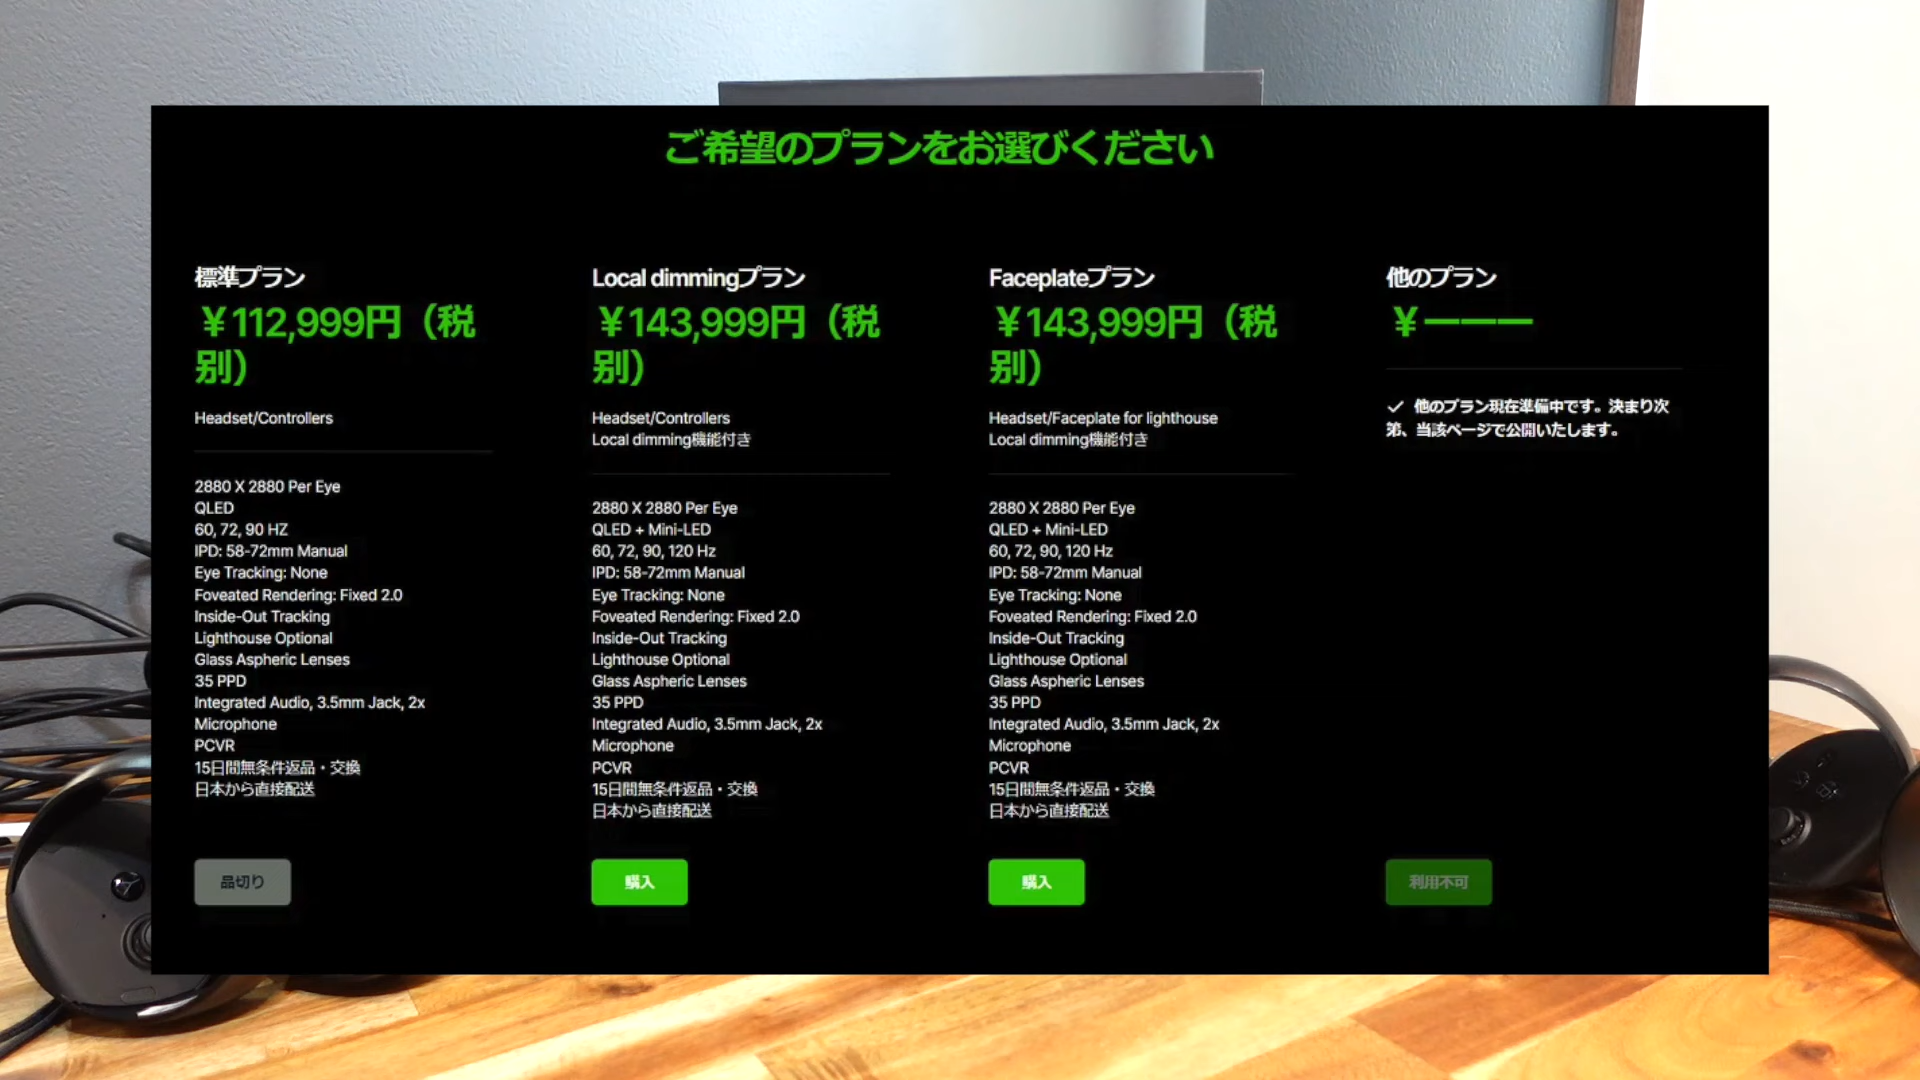 ご希望のプランをお選びください
標準プラン
￥112,999円（税
别）
Headset/Controllers
2880 X 2880 Per Eye
QLED
60, 72, 90 HZ
IPD: 58-72mm Manual
Eye Tracking: None
Foveated Rendering: Fixed 2.0
Inside-Out Tracking
Lighthouse Optional
Glass Aspheric Lenses
35 PPD
Integrated Audio, 3.5mm Jack, 2x
Microphone
PCVR
15日間無条件返品・交換
日本から直接配送
品切り
Local dimmingプラン
￥143,999円（税
别）
Headset/Controllers
Local dimming機能付き
2880 X 2880 Per Eye
QLED + Mini-LED
60, 72, 90, 120 Hz
IPD: 58-72mm Manual
Eye Tracking: None
Foveated Rendering: Fixed 2.0
Inside-Out Tracking
Lighthouse Optional
Glass Aspheric Lenses
35 PPD
Integrated Audio, 3.5mm Jack, 2x
Microphone
PCVR
15日間無条件返品・交換
日本から直接配送
購入
Faceplateプラン
￥143,999円（税
别）
Headset/Faceplate for lighthouse
Local dimming機能付き
2880 X 2880 Per Eye
QLED + Mini-LED
60, 72, 90, 120 Hz
IPD: 58-72mm Manual
Eye Tracking: None
Foveated Rendering: Fixed 2.0
Inside-Out Tracking
Lighthouse Optional
Glass Aspheric Lenses
35 PPD
Integrated Audio, 3.5mm Jack, 2x
Microphone
PCVR
15日間無条件返品・交換
日本から直接配送
購入
他のプラン
￥ーーー
✓ 他のプラン現在準備中です。決まり次
第、当該ページで公開いたします。
利用不可